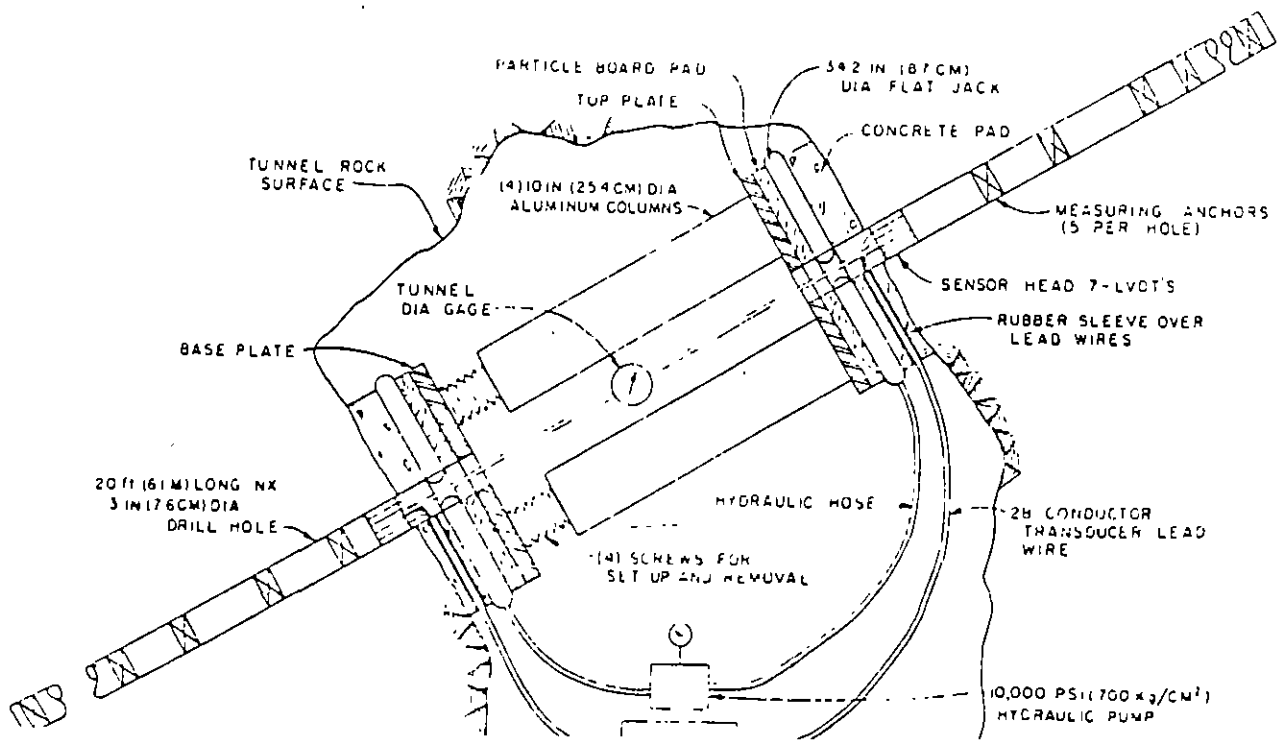 PARTICLE BOARD PAD
TOP PLATE
34.2 IN (87 CM)
DIA FLAT JACK
CONCRETE PAD
TUNNEL ROCK
SURFACE
(4) 10 IN (25.4 CM) DIA
ALUMINUM COLUMNS
MEASURING ANCHORS
(5 PER HOLE)
TUNNEL
DIA GAGE
SENSOR HEAD 7-LVDT'S
RUBBER SLEEVE OVER
LEAD WIRES
BASE PLATE
20 ft (6.1 M) LONG NX
3 IN (7.6 CM) DIA
DRILL HOLE
HYDRAULIC HOSE
28 CONDUCTOR
TRANSDUCER LEAD
WIRE
(4) SCREWS FOR
SET UP AND REMOVAL
10,000 PSI (700 Kg/CM²)
HYDRAULIC PUMP